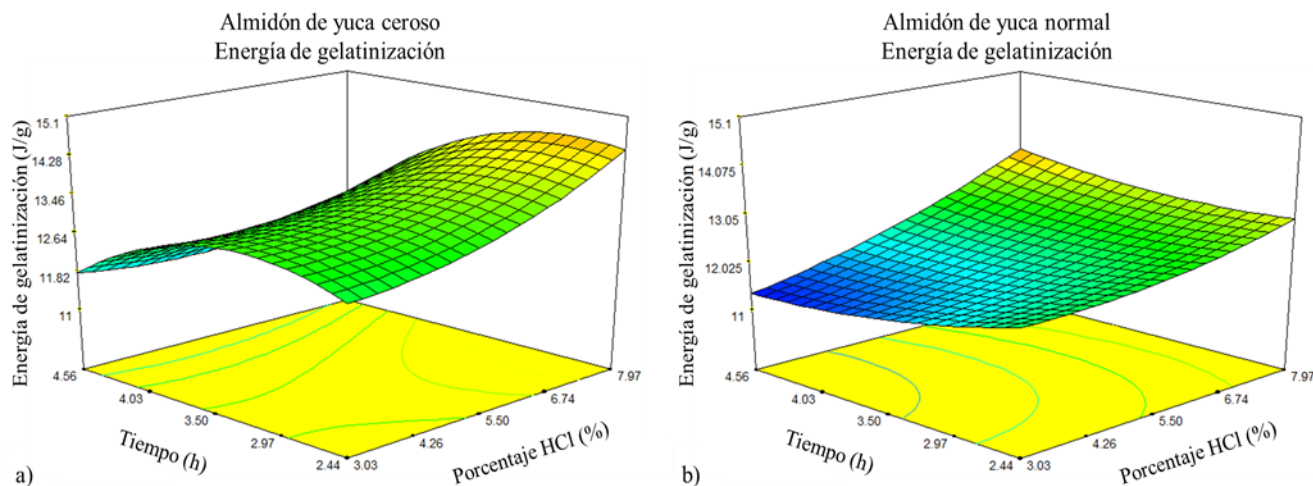 Almidón de yuca ceroso
Energía de gelatinización
Energía de gelatinización (J/g)
15.1
14.28
13.46
12.64
11.82
11
4.56
4.03
3.50
2.97
2.44
Tiempo (h)
3.03
4.26
5.50
6.74
7.97
Porcentaje HCl (%)
a)
Almidón de yuca normal
Energía de gelatinización
Energía de gelatinización (J/g)
15.1
14.075
13.05
12.025
11
4.56
4.03
3.50
2.97
2.44
Tiempo (h)
3.03
4.26
5.50
6.74
7.97
Porcentaje HCl (%)
b)